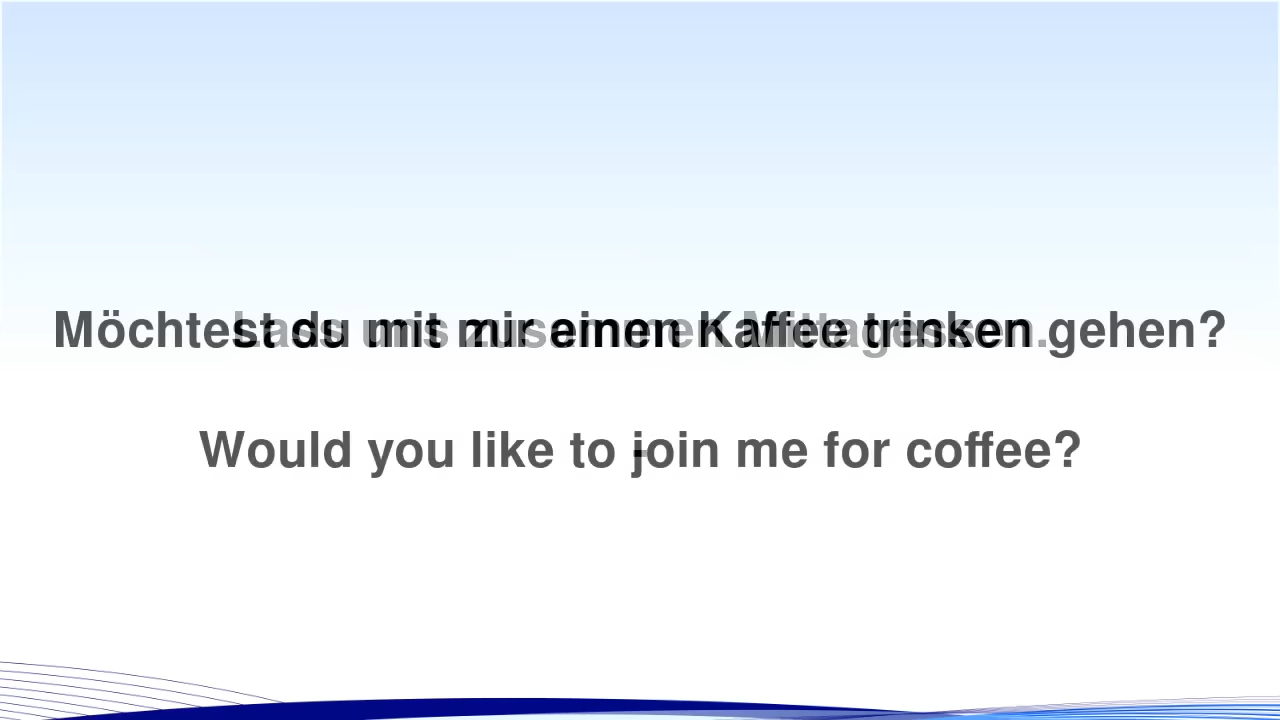 Möchtest du mit mir einen Kaffee trinken gehen?
Would you like to join me for coffee?